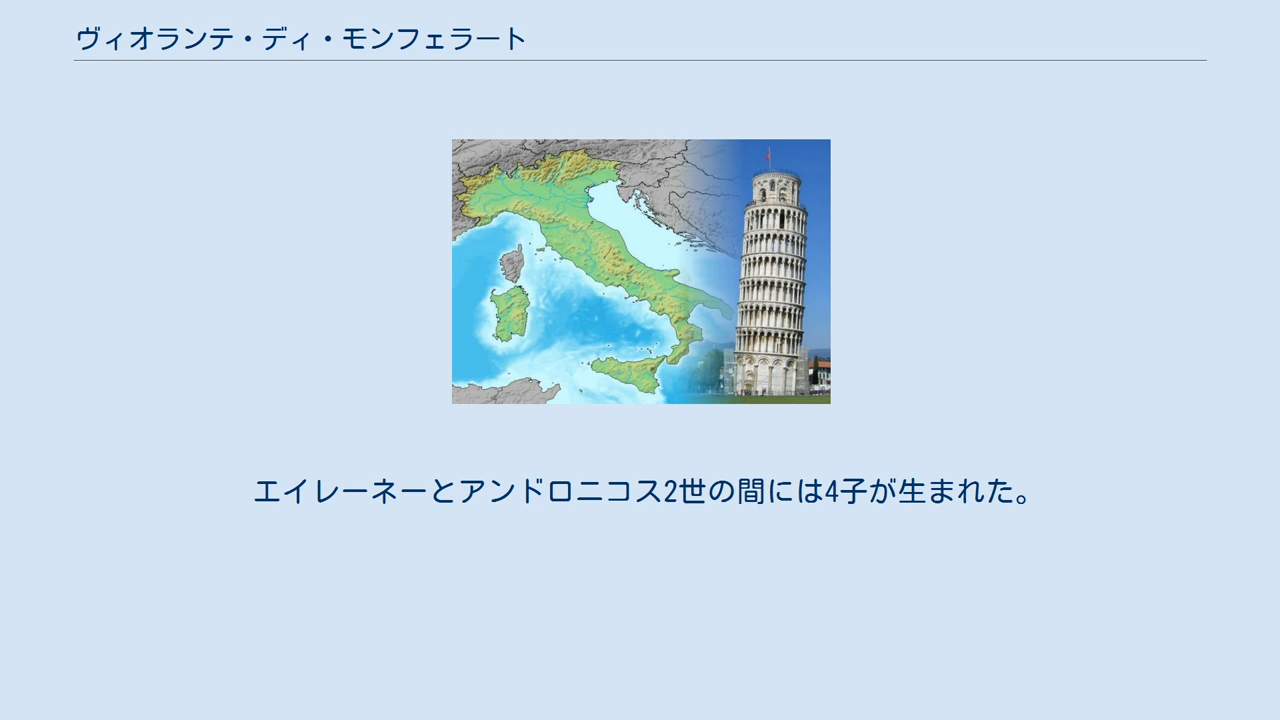 ヴィオランテ・ディ・モンフェラート
エイレーネーとアンドロニコス2世の間には4子が生まれた。